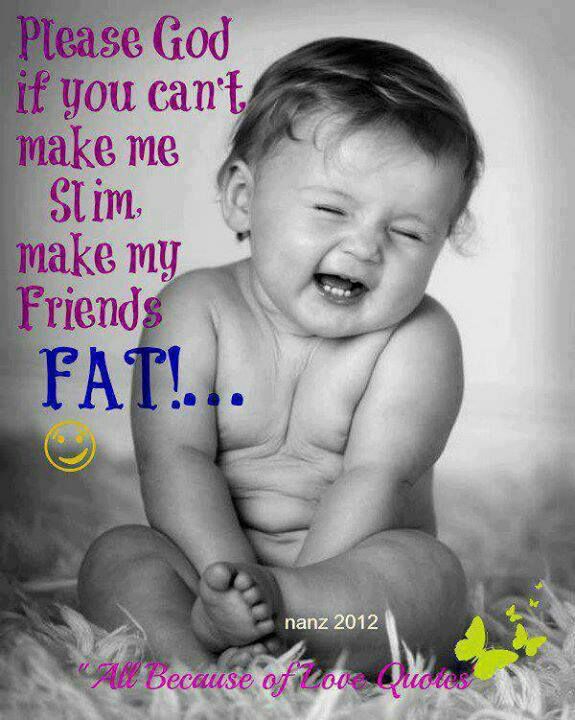 Please God
if you can't
make me
Slim,
make my
Friends
FAT!...
nanz 2012
"All Because of Love Quotes